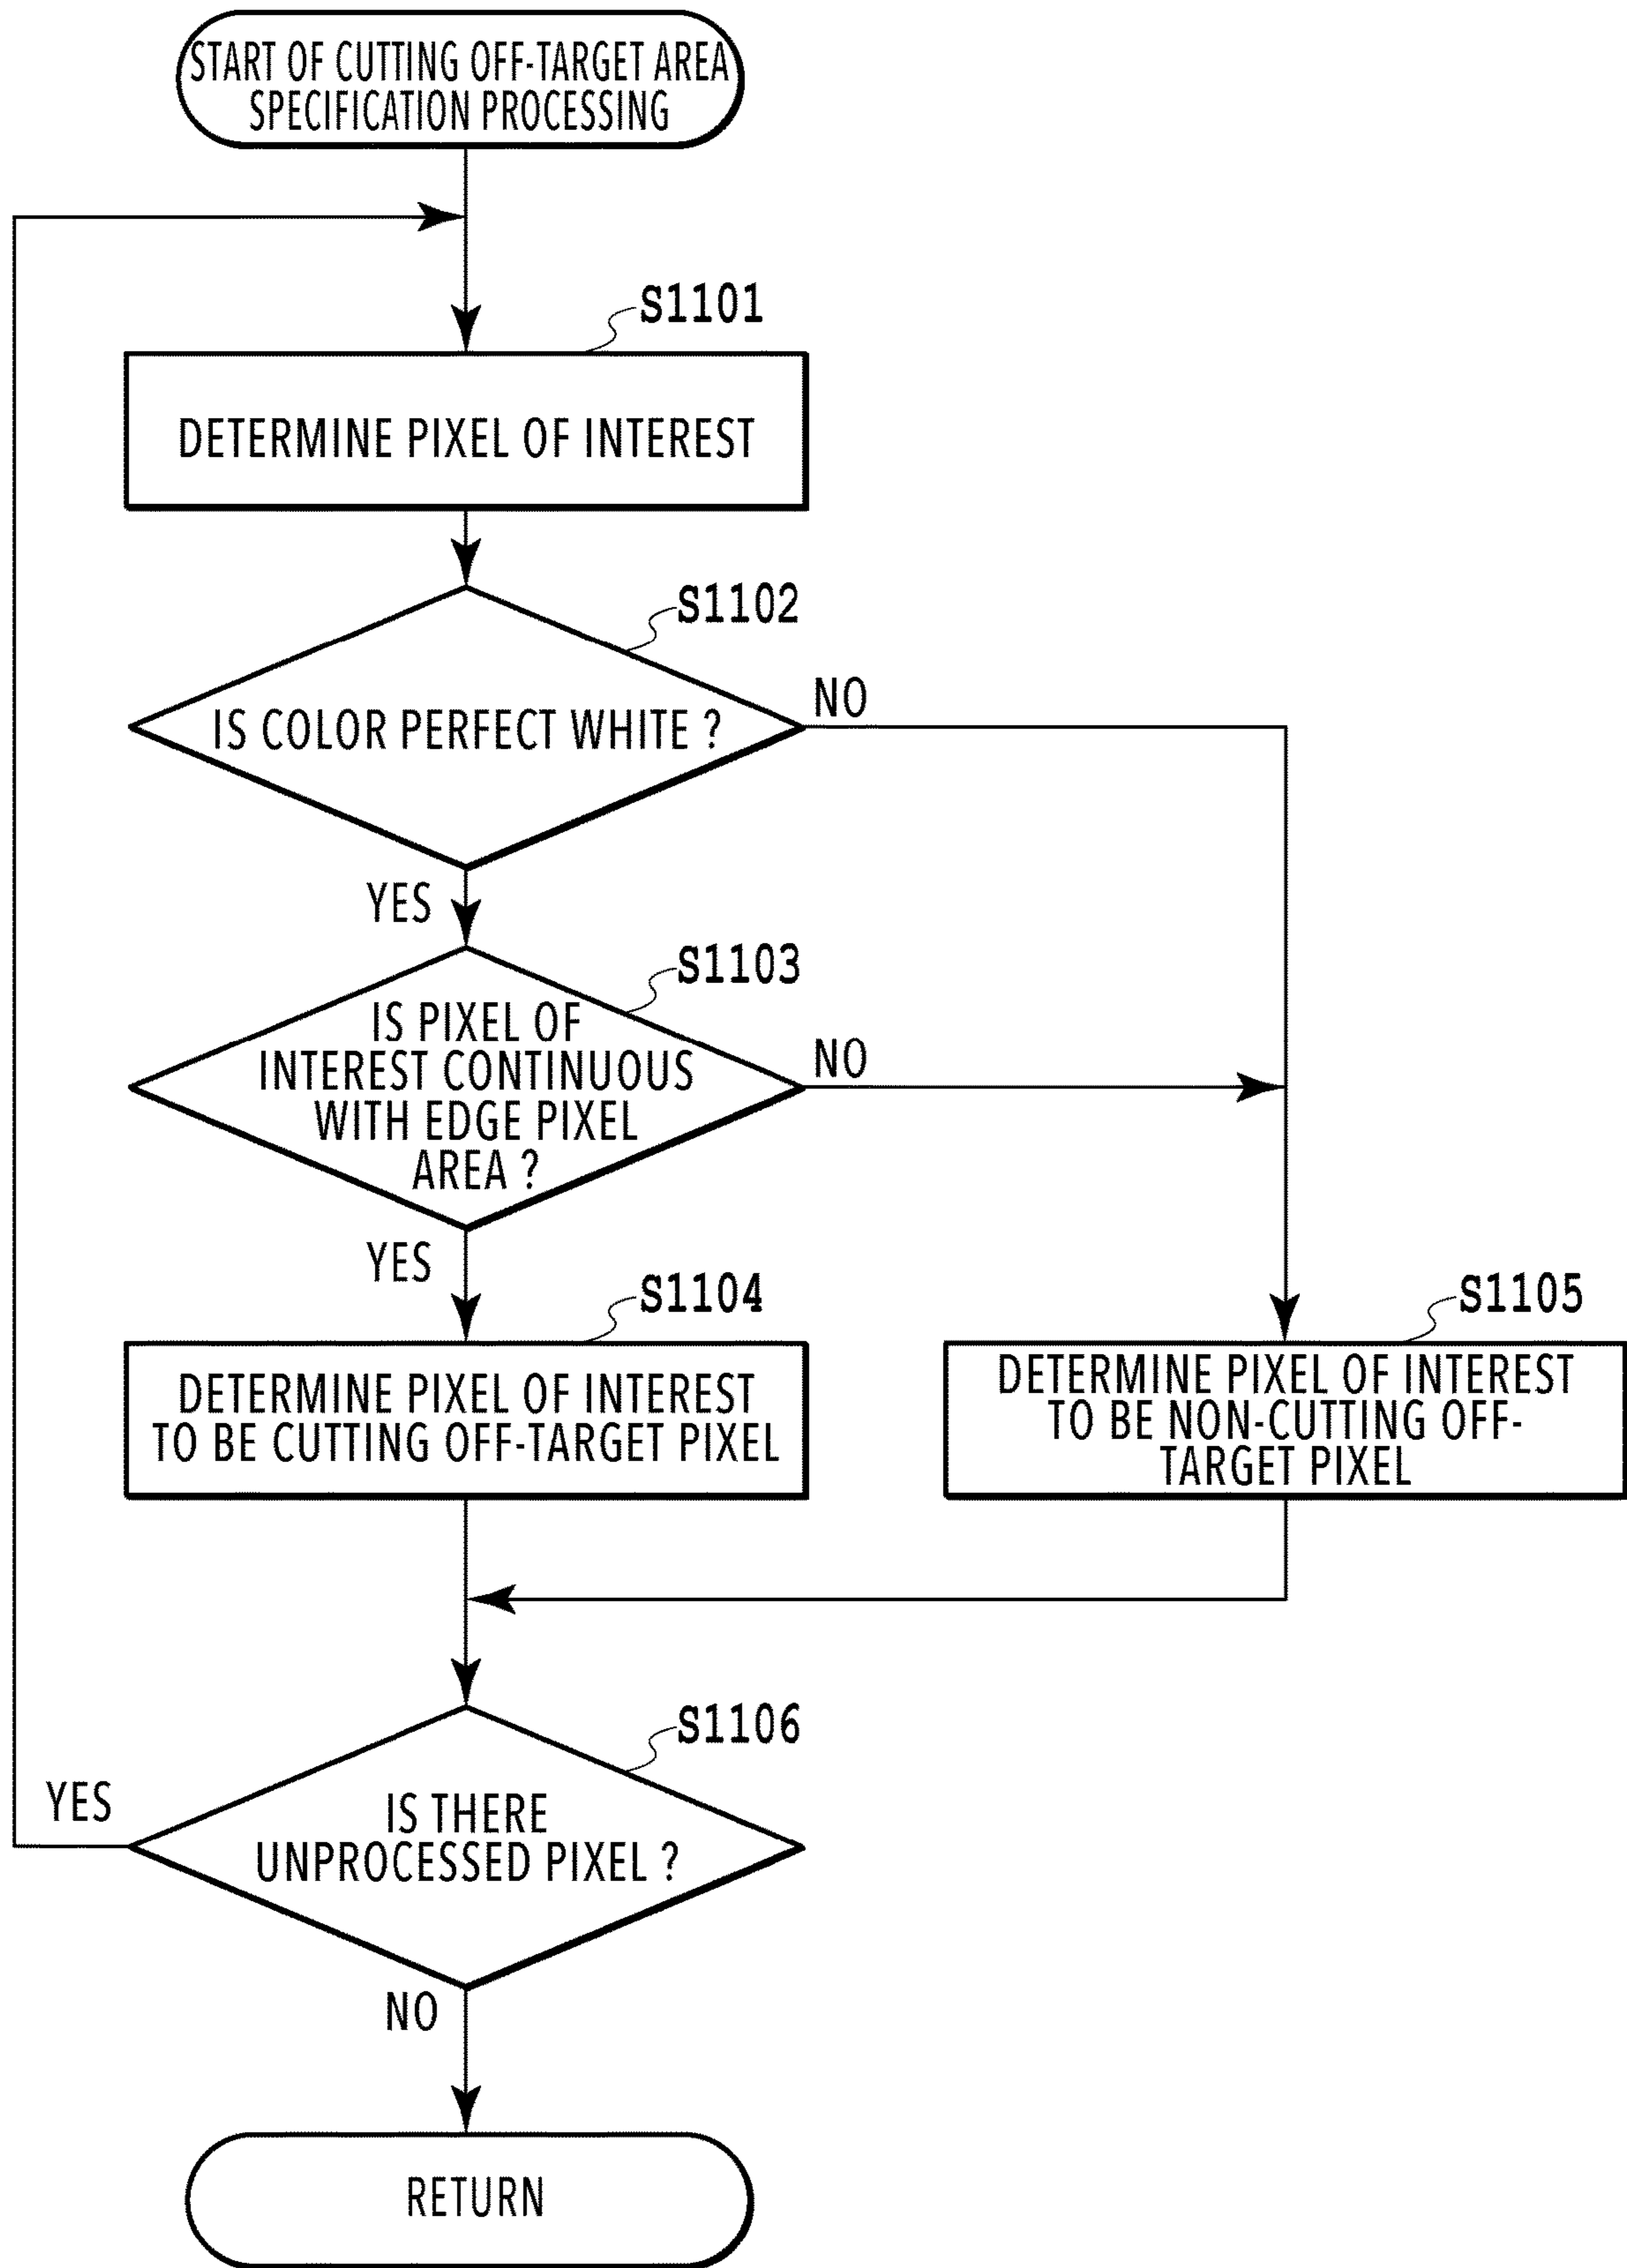 START OF CUTTING OFF-TARGET AREA
SPECIFICATION PROCESSING
S1101
DETERMINE PIXEL OF INTEREST
S1102
IS COLOR PERFECT WHITE ?
NO
YES
S1103
IS PIXEL OF
INTEREST CONTINUOUS
WITH EDGE PIXEL
AREA ?
NO
YES
S1104
DETERMINE PIXEL OF INTEREST
TO BE CUTTING OFF-TARGET PIXEL
S1105
DETERMINE PIXEL OF INTEREST
TO BE NON-CUTTING OFF-
TARGET PIXEL
S1106
IS THERE
UNPROCESSED PIXEL ?
YES
NO
RETURN